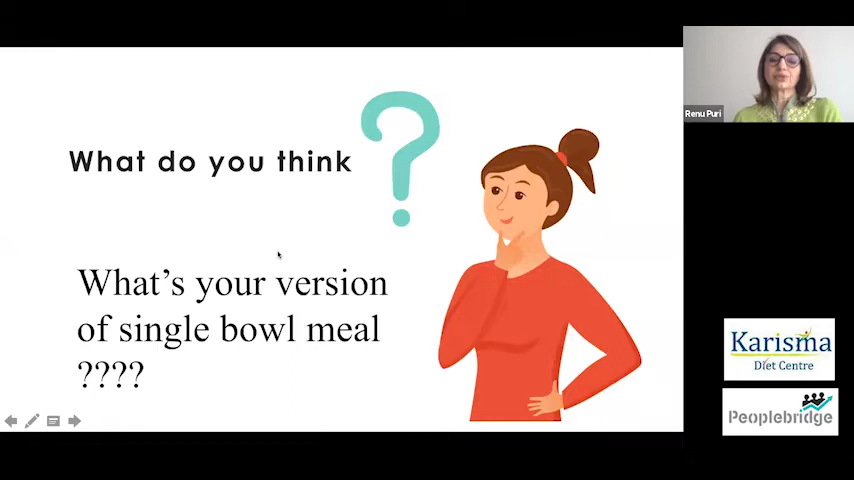 What do you think
?
What's your version
of single bowl meal
????
Renu Puri
Karisma
Diet Centre
Peoplebridge